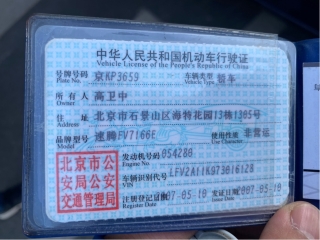 中华人民共和国机动车行驶证
Vehicle License of the People's Republic of China
号牌号码 京KP3659 车辆类型 轿车
Plate No. Vehicle Type
所有人 高卫中
Owner
住址 北京市石景山区海特花园13栋1305号
Address
品牌型号 速腾FV7166E 使用性质 非营运
Model Use Character
北京市公安局公安交通管理局
发动机号码 054280
Engine No.
车辆识别代号 LFV2A11K973616128
VIN
注册登记日期 发证日期
Register Date Issue Date